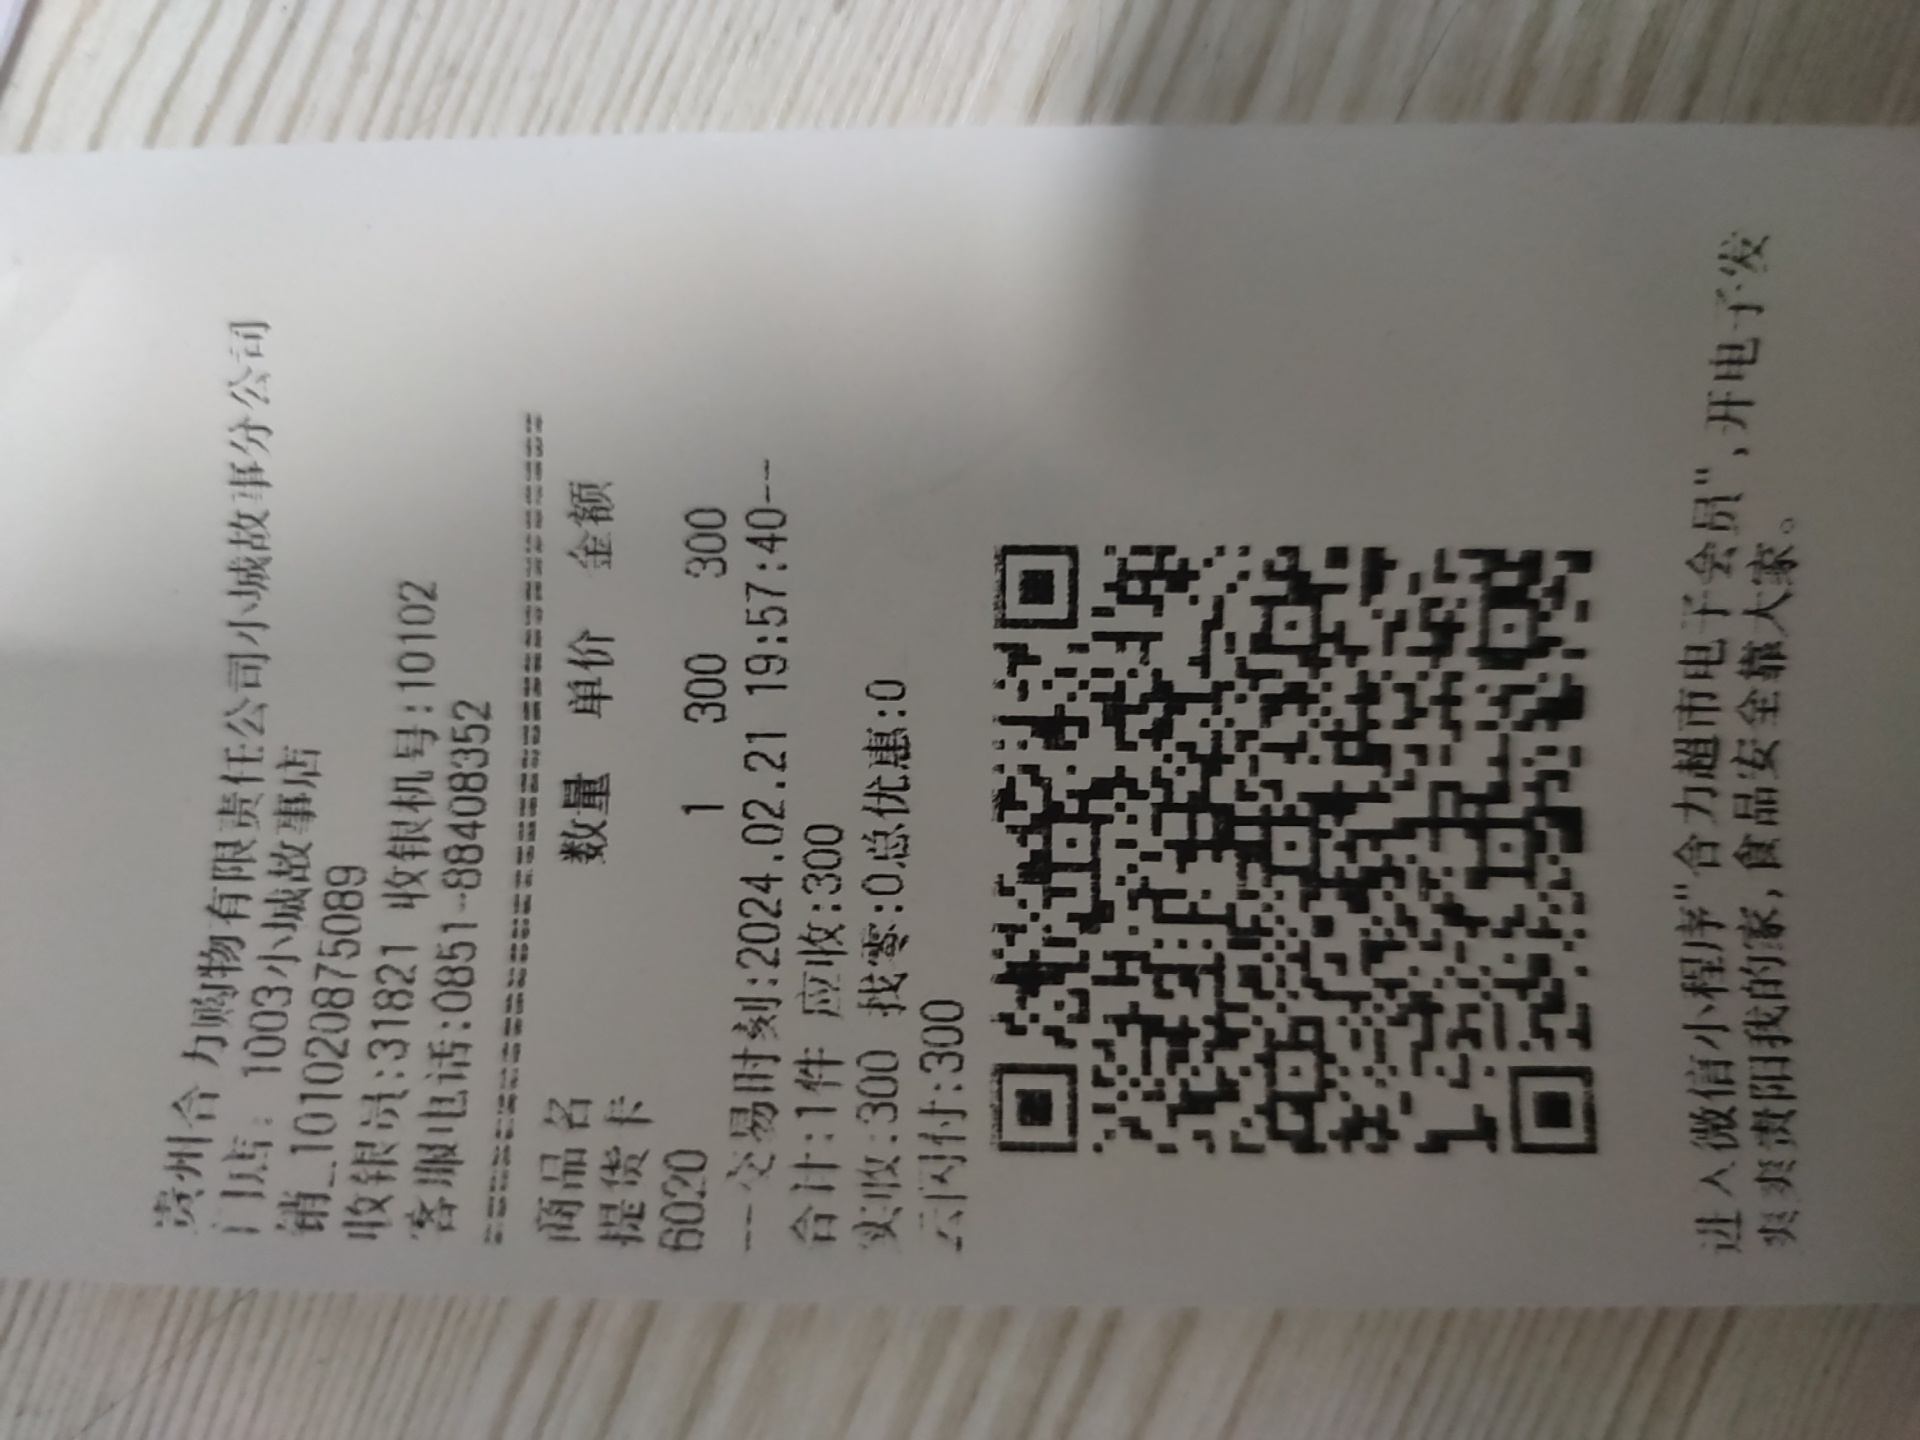 贵州合力购物有限责任公司小城故事分公司
门店：1003小城故事店
销_101020875089
收银员:31821 收银机号:10102
客服电话:0851-88408352
==================================================
商品名 数量 单价 金额
提货卡
6020 1 300 300
---交易时刻:2024.02.21 19:57:40---
合计:1件 应收:300
实收:300 找零:0总优惠:0
云闪付:300
进入微信小程序"合力超市电子会员",开电子发
爽爽贵阳我的家,食品安全靠大家。